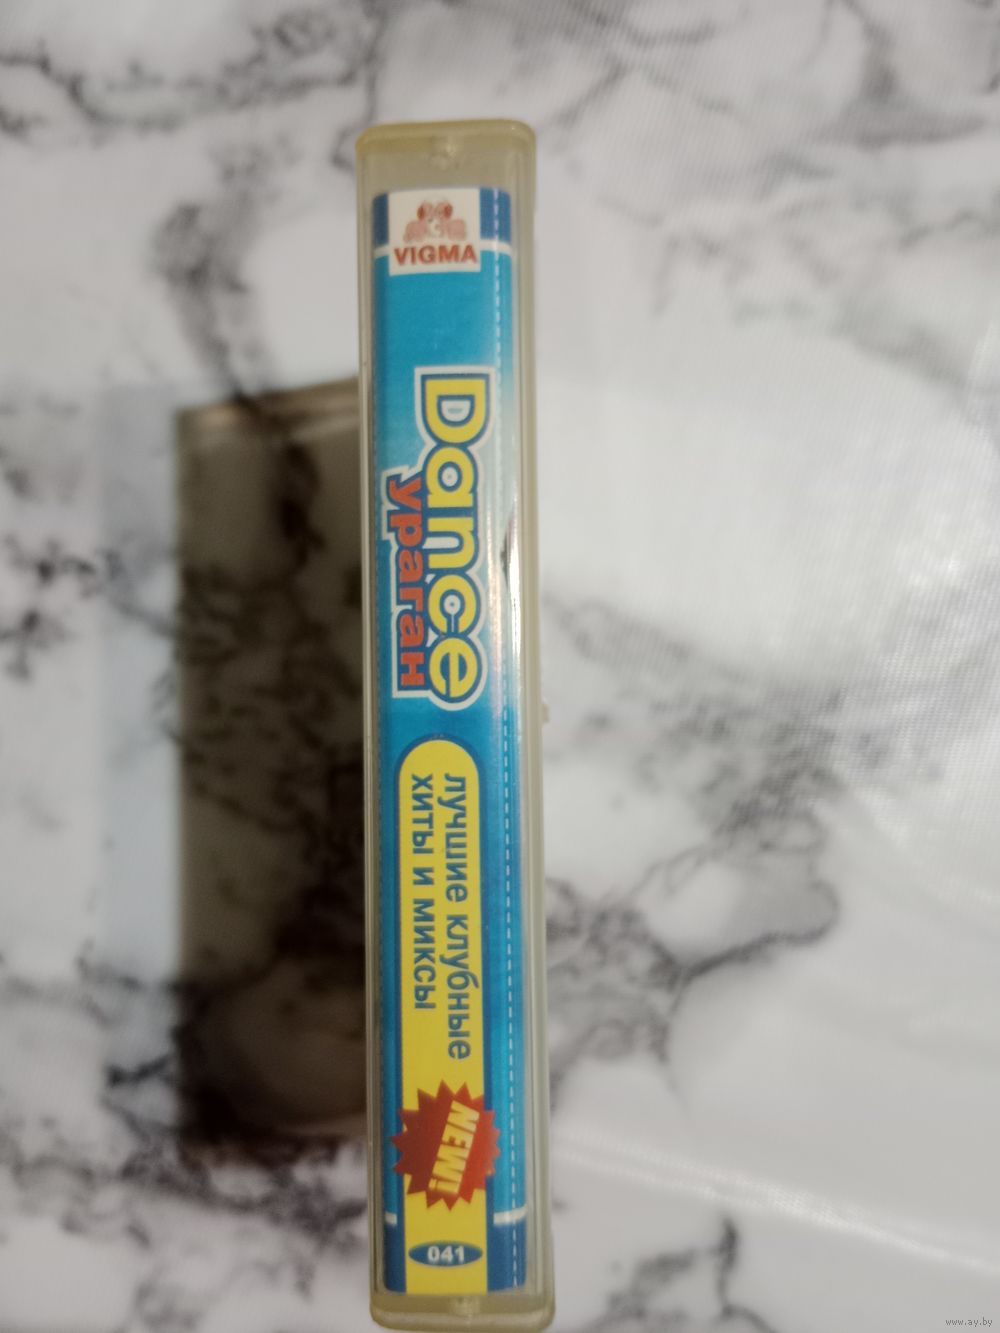 VIGMA
Dance
ураган
лучшие клубные
хиты и миксы
NEW!
041
www.ay.by